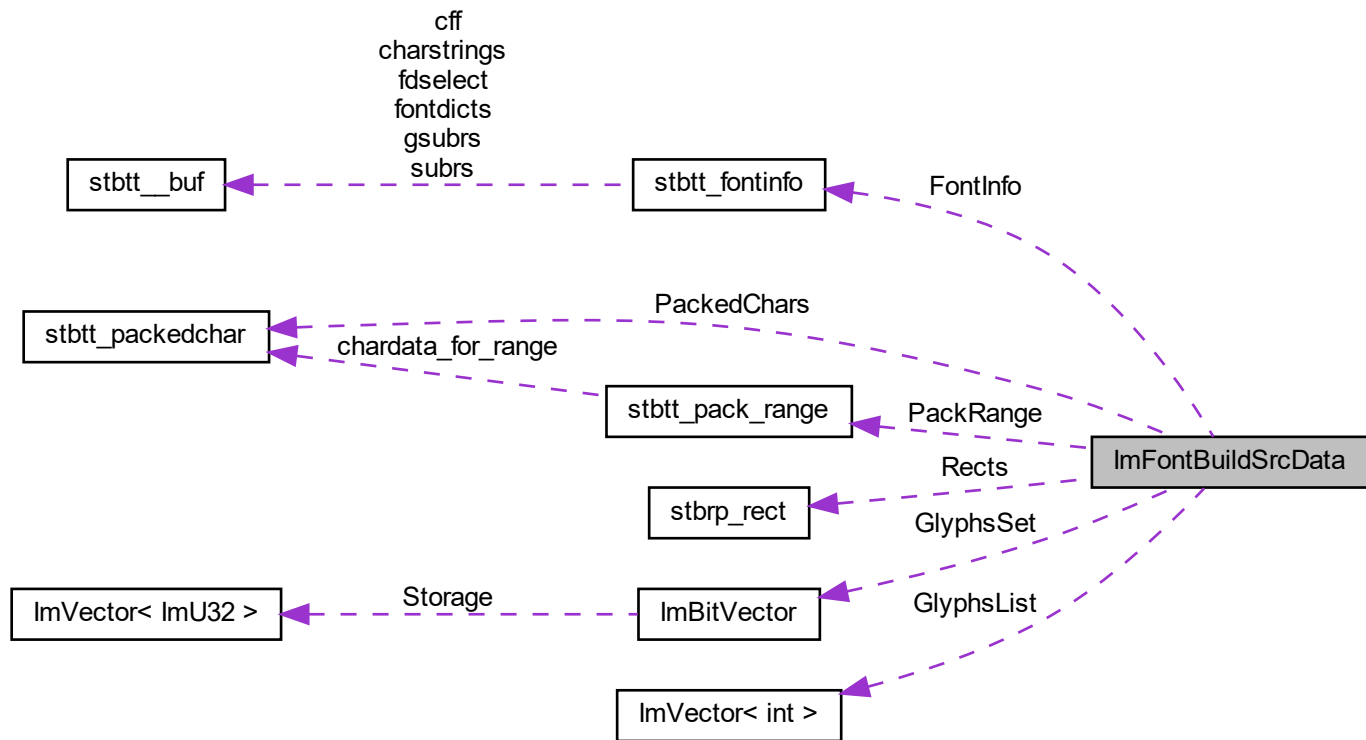 cff
charstrings
fdselect
fontdicts
gsubrs
subrs
stbtt__buf
stbtt_fontinfo
FontInfo
PackedChars
stbtt_packedchar
chardata_for_range
stbtt_pack_range
PackRange
ImFontBuildSrcData
Rects
stbrp_rect
GlyphsSet
ImVector< ImU32 >
Storage
ImBitVector
GlyphsList
ImVector< int >